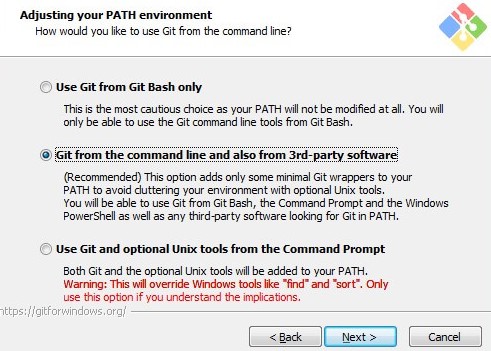 Adjusting your PATH environment
How would you like to use Git from the command line?
Use Git from Git Bash only
This is the most cautious choice as your PATH will not be modified at all. You will
only be able to use the Git command line tools from Git Bash.
Git from the command line and also from 3rd-party software
(Recommended) This option adds only some minimal Git wrappers to your
PATH to avoid cluttering your environment with optional Unix tools.
You will be able to use Git from Git Bash, the Command Prompt and the Windows
PowerShell as well as any third-party software looking for Git in PATH.
Use Git and optional Unix tools from the Command Prompt
Both Git and the optional Unix tools will be added to your PATH.
Warning: This will override Windows tools like "find" and "sort". Only
use this option if you understand the implications.
https://gitforwindows.org/
< Back
Next >
Cancel